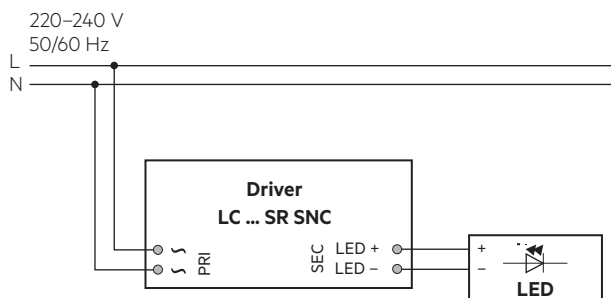 220–240 V
50/60 Hz
L
N
Driver
LC ... SR SNC
~ PRI SEC LED + +
~ LED – –
LED